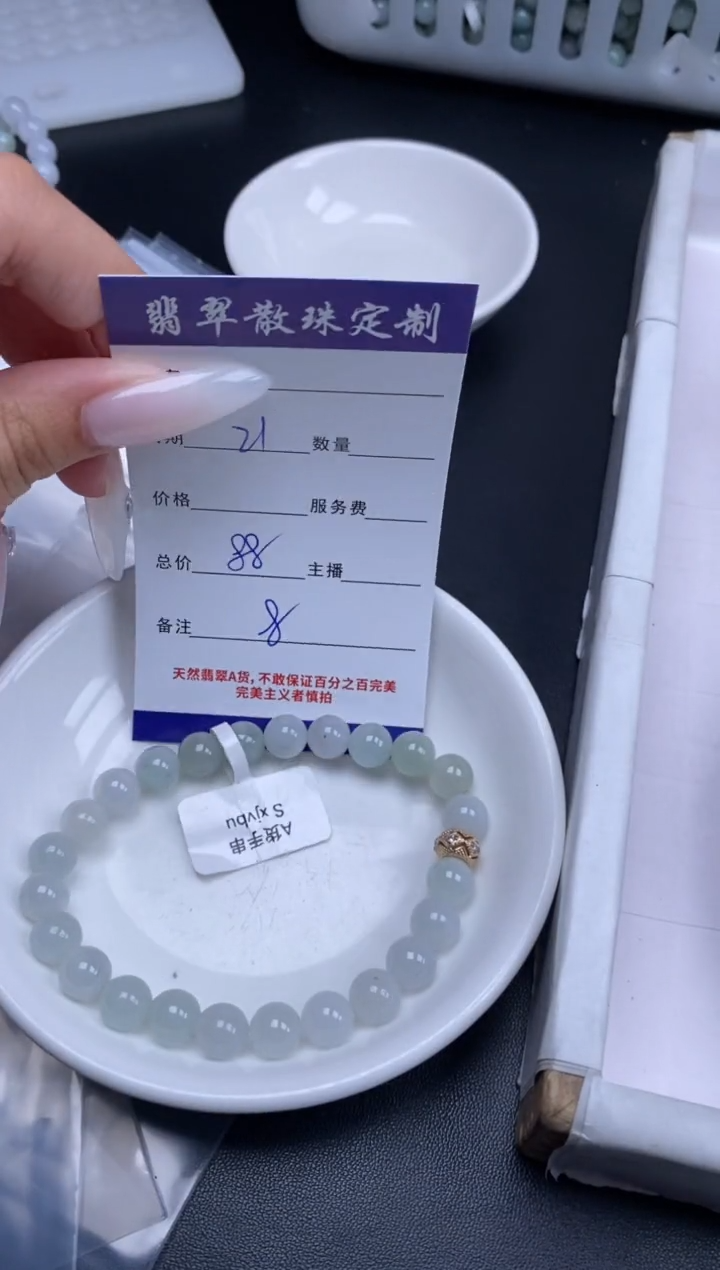 翡翠散珠定制
期 21 数量
价格 服务费
总价 88 主播
备注 8
天然翡翠A货,不敢保证百分之百完美
完美主义者慎拍
A货手串
S xjvbu